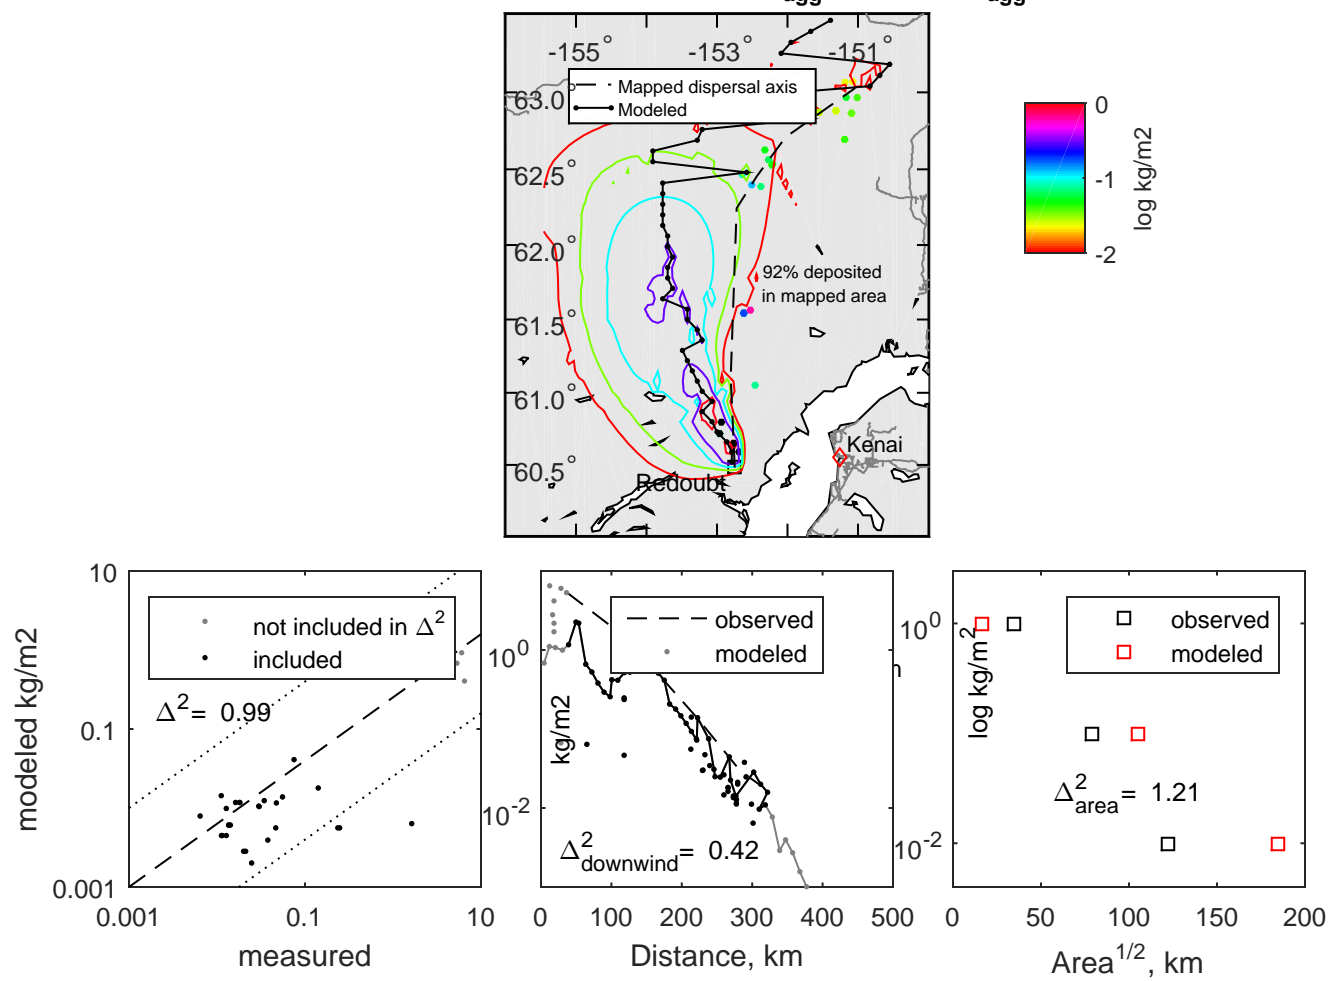 agg agg
-155° -153° -151°
Mapped dispersal axis
Modeled
63.0°
62.5°
62.0°
61.5°
61.0°
60.5°
92% deposited
in mapped area
Kenai
Redoubt
0
-1
-2
log kg/m2
10
0.1
0.001
modeled kg/m2
not included in Δ²
included
Δ²= 0.99
0.001 0.1 10
measured
10⁰
10⁻²
kg/m2
observed
modeled
Δ²downwind= 0.42
0 100 200 300 400 500
Distance, km
10⁰
10⁻²
log kg/m²
observed
modeled
Δ²area= 1.21
0 50 100 150 200
Area¹/², km